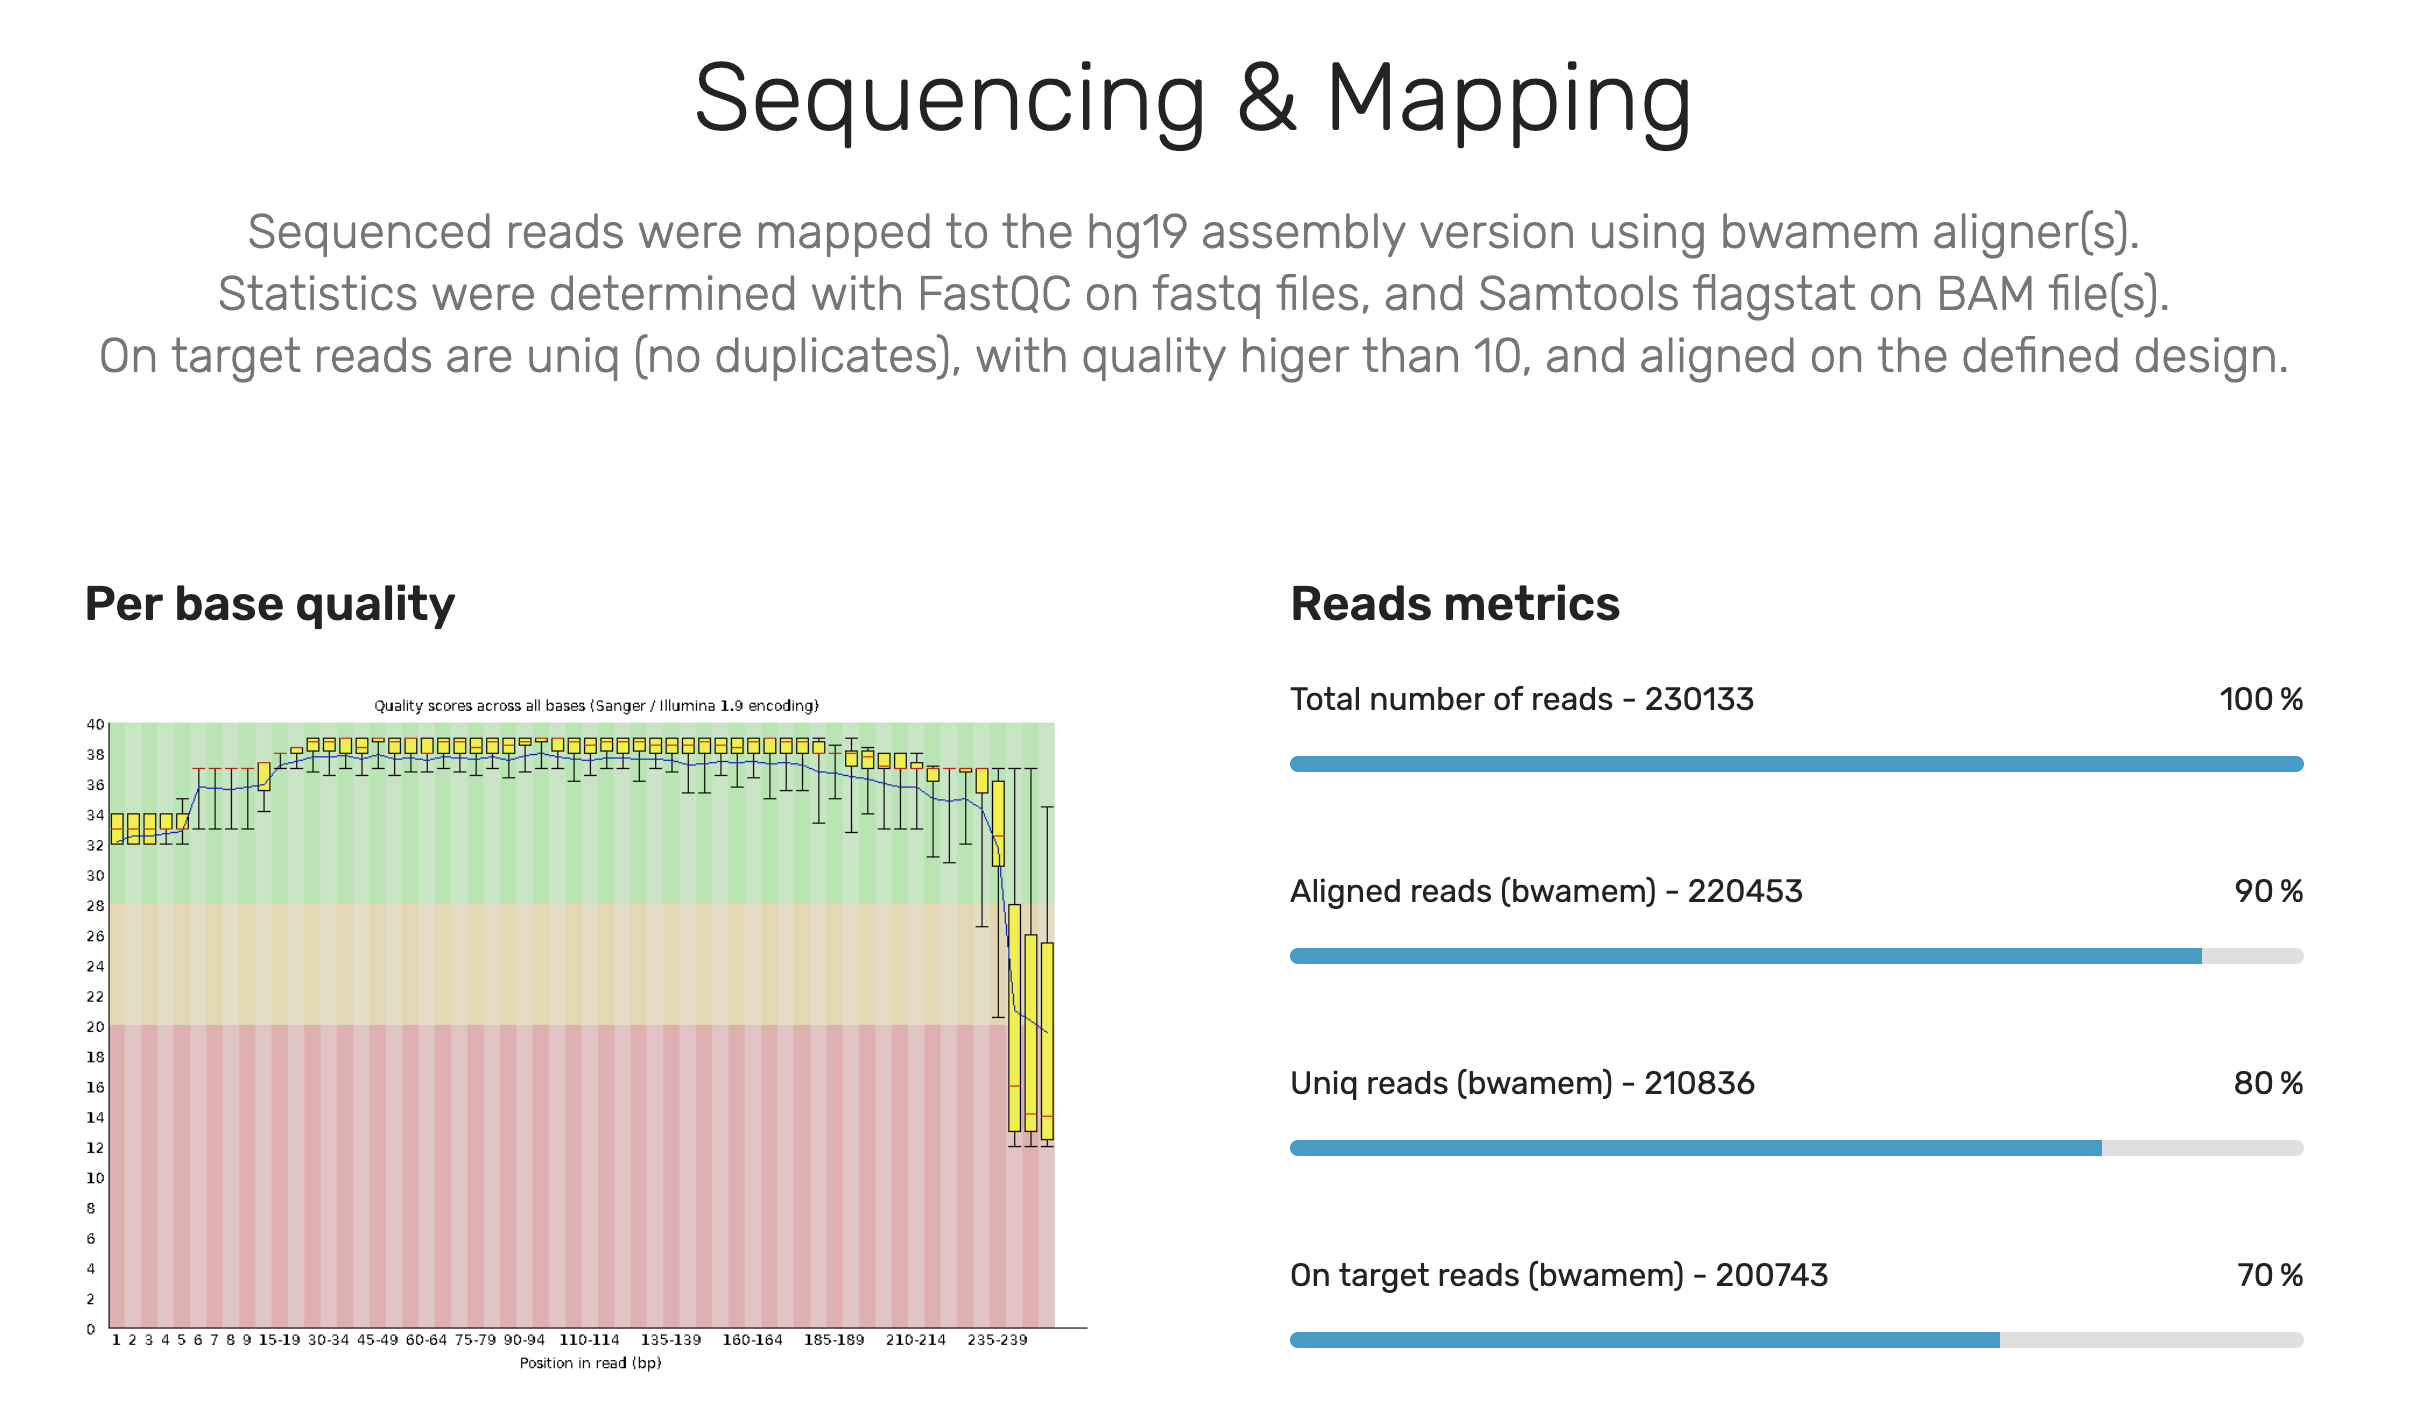 Sequencing & Mapping
Sequenced reads were mapped to the hg19 assembly version using bwamem aligner(s).
Statistics were determined with FastQC on fastq files, and Samtools flagstat on BAM file(s).
On target reads are uniq (no duplicates), with quality higer than 10, and aligned on the defined design.
Per base quality
Quality scores across all bases (Sanger / Illumina 1.9 encoding)
40
38
36
34
32
30
28
26
24
22
20
18
16
14
12
10
8
6
4
2
0
1 2 3 4 5 6 7 8 9 15-19 30-34 45-49 60-64 75-79 90-94 110-114 135-139 160-164 185-189 210-214 235-239
Position in read (bp)
Reads metrics
Total number of reads - 230133 100 %
Aligned reads (bwamem) - 220453 90 %
Uniq reads (bwamem) - 210836 80 %
On target reads (bwamem) - 200743 70 %